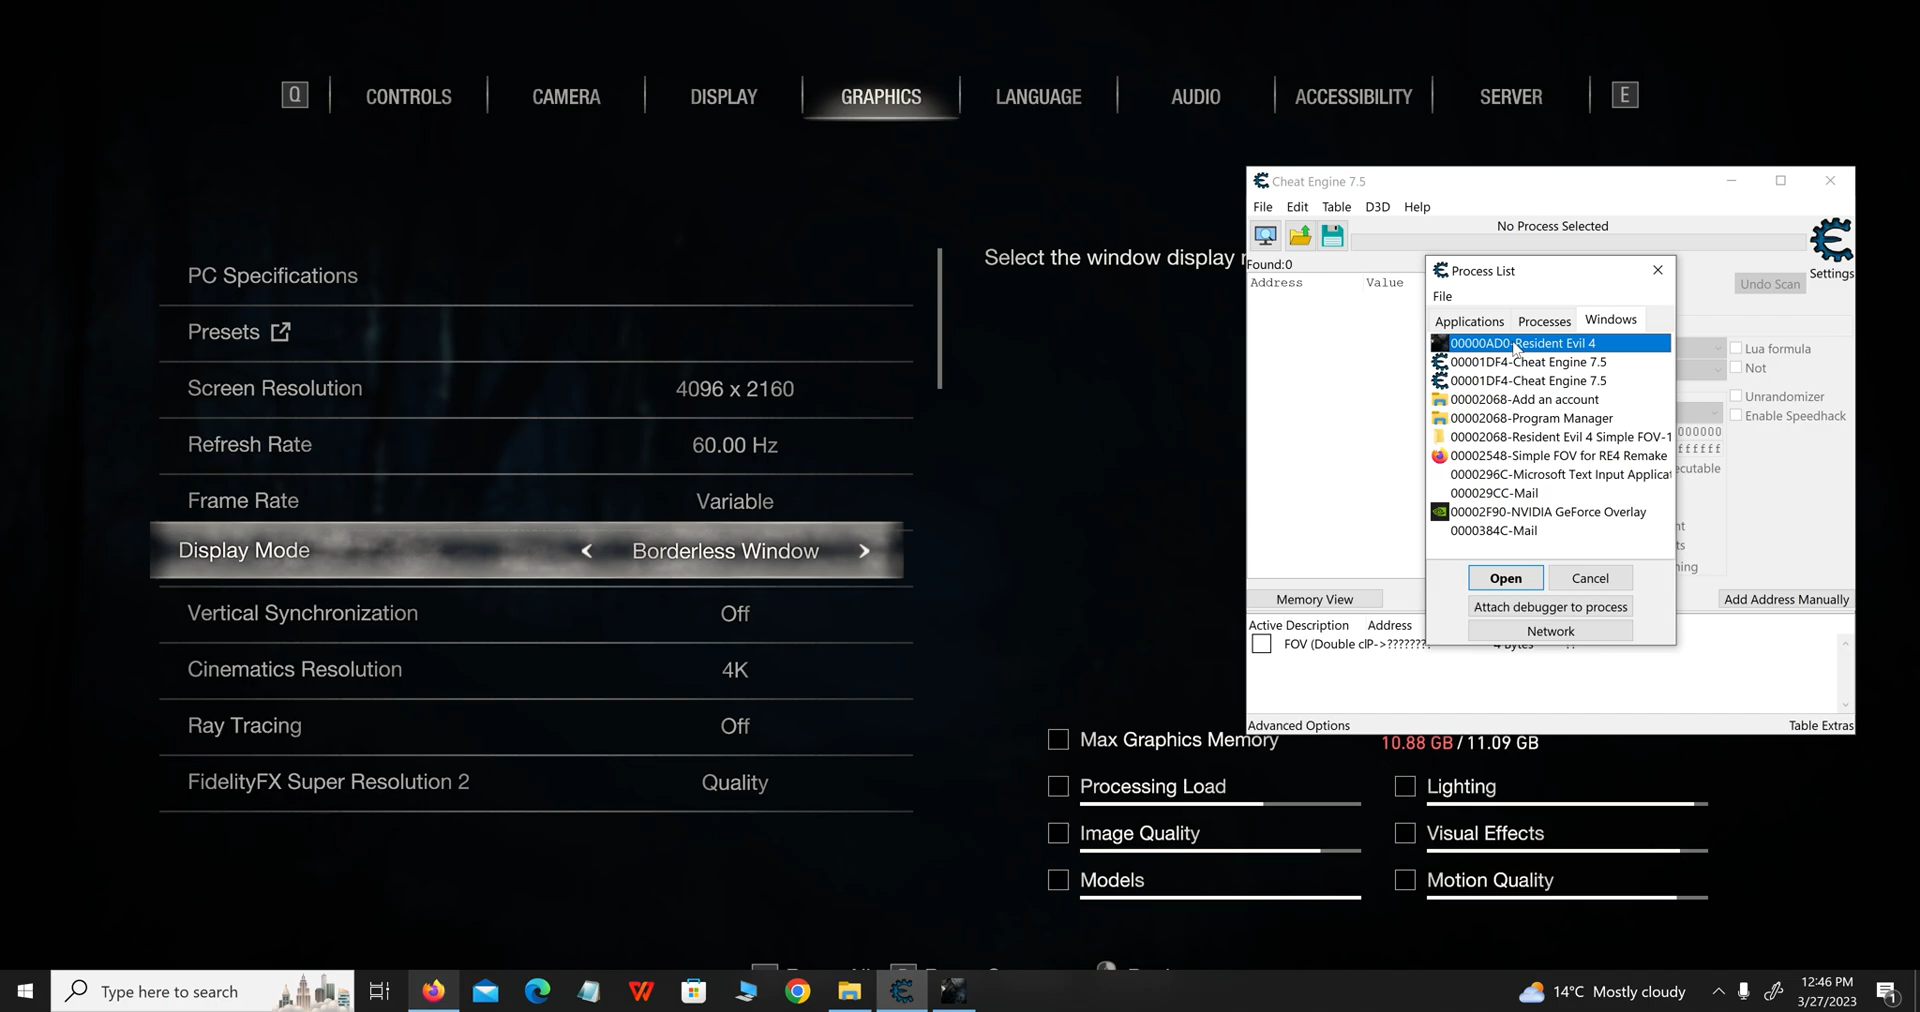 Q CONTROLS CAMERA DISPLAY GRAPHICS LANGUAGE AUDIO ACCESSIBILITY SERVER E
PC Specifications
Presets
Screen Resolution 4096 x 2160
Refresh Rate 60.00 Hz
Frame Rate Variable
Display Mode < Borderless Window >
Vertical Synchronization Off
Cinematics Resolution 4K
Ray Tracing Off
FidelityFX Super Resolution 2 Quality
Select the window display
Cheat Engine 7.5
File Edit Table D3D Help
No Process Selected
Found:0
Settings
Address Value
Undo Scan
Lua formula
Not
Unrandomizer
Enable Speedhack
000000
ffffff
Memory View
Add Address Manually
Active Description Address
FOV (Double clP->????????
4 Bytes ??
Advanced Options Table Extras
Process List
File
Applications Processes Windows
00000AD0-Resident Evil 4
00001DF4-Cheat Engine 7.5
00001DF4-Cheat Engine 7.5
00002068-Add an account
00002068-Program Manager
00002068-Resident Evil 4 Simple FOV-1
00002548-Simple FOV for RE4 Remake
0000296C-Microsoft Text Input Applicat
000029CC-Mail
00002F90-NVIDIA GeForce Overlay
0000384C-Mail
Open Cancel
Attach debugger to process
Network
Max Graphics Memory 10.88 GB / 11.09 GB
Processing Load Lighting
Image Quality Visual Effects
Models Motion Quality
Type here to search
14°C Mostly cloudy
12:46 PM
3/27/2023
1